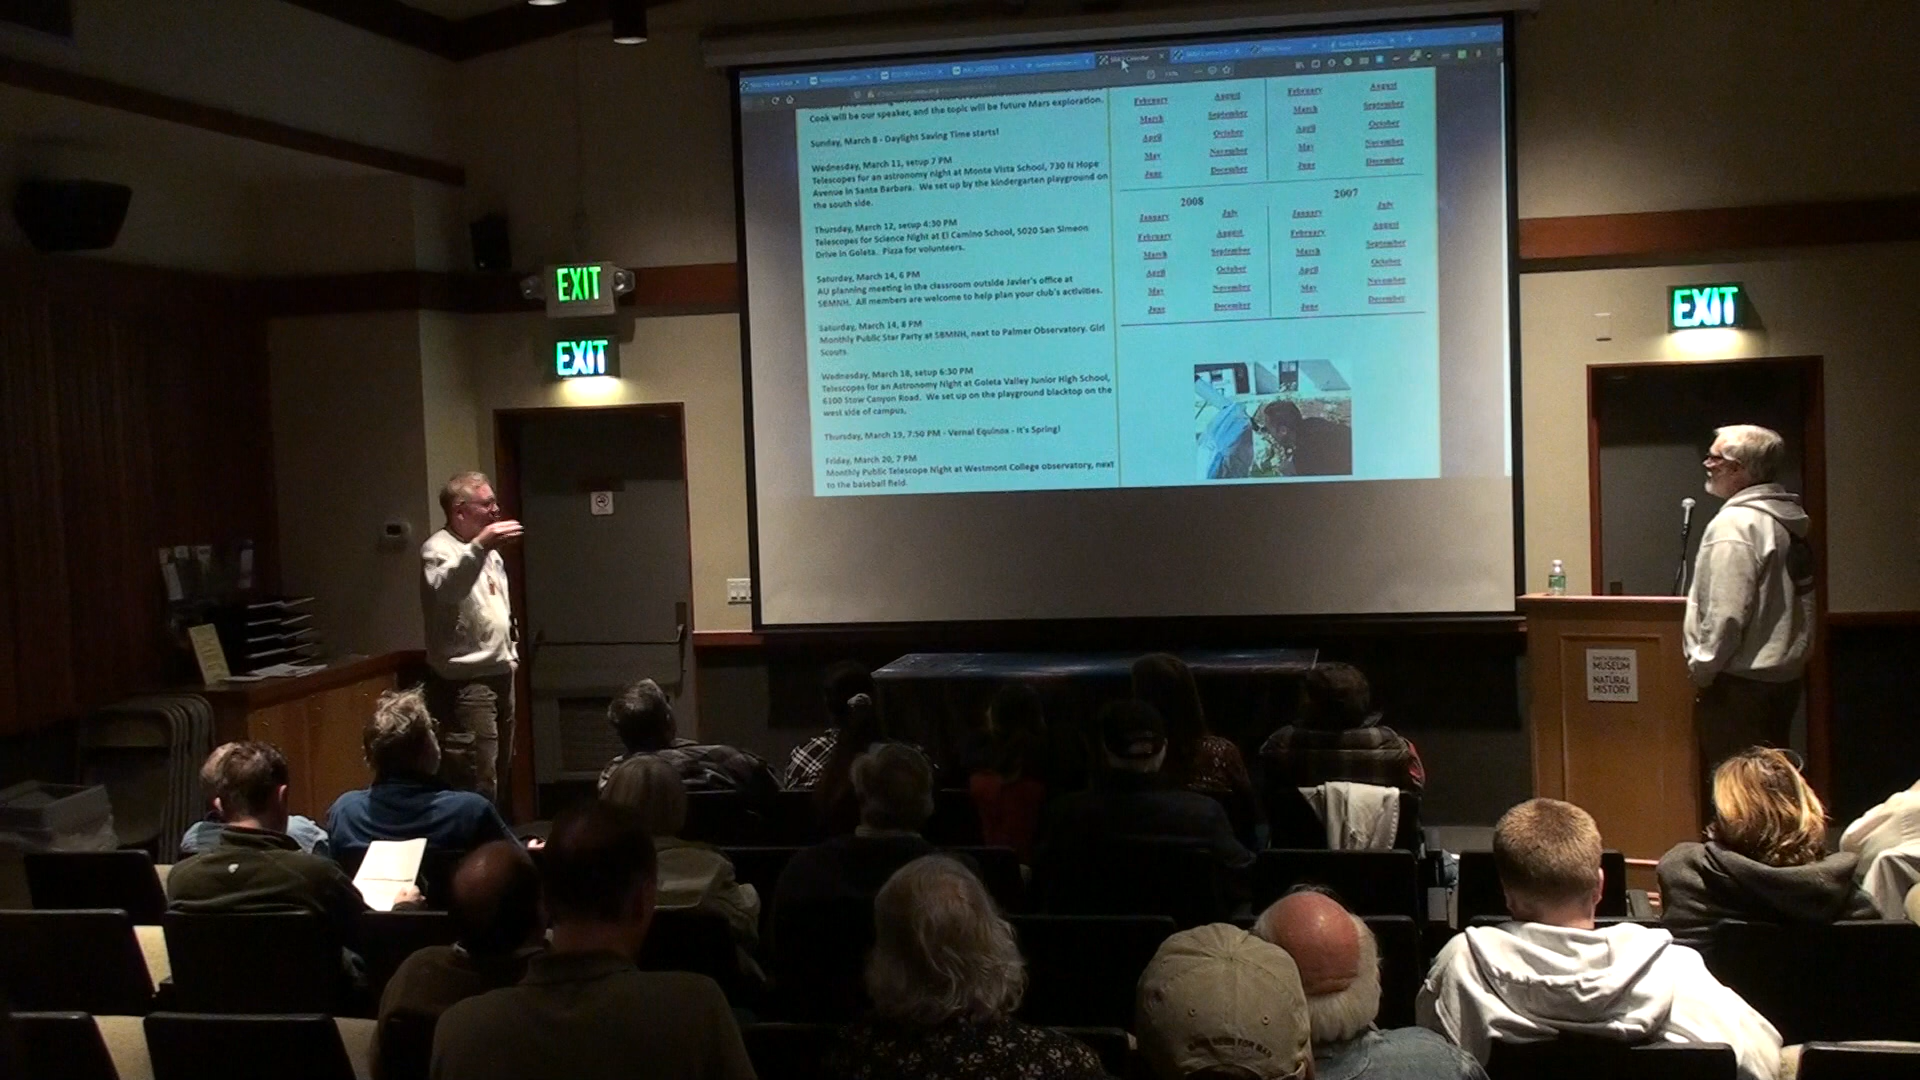 SBAU Calendar
Cook will be our speaker, and the topic will be future Mars exploration.
Sunday, March 8 - Daylight Saving Time starts!
Wednesday, March 11, setup 7 PM
Telescopes for an astronomy night at Monte Vista School, 730 N Hope
Avenue in Santa Barbara. We set up by the kindergarten playground on
the south side.
Thursday, March 12, setup 4:30 PM
Telescopes for Science Night at El Camino School, 5020 San Simeon
Drive in Goleta. Pizza for volunteers.
Saturday, March 14, 6 PM
AU planning meeting in the classroom outside Javier's office at
SBMNH. All members are welcome to help plan your club's activities.
Saturday, March 14, 8 PM
Monthly Public Star Party at SBMNH, next to Palmer Observatory. Girl
Scouts.
Wednesday, March 18, setup 6:30 PM
Telescopes for an Astronomy Night at Goleta Valley Junior High School,
6100 Stow Canyon Road. We set up on the playground blacktop on the
west side of campus.
Thursday, March 19, 7:50 PM - Vernal Equinox - It's Spring!
Friday, March 20, 7 PM
Monthly Public Telescope Night at Westmont College observatory, next
to the baseball field.
February August
March September
April October
May November
June December
February August
March September
April October
May November
June December
2008
January July
February August
March September
April October
May November
June December
2007
January July
February August
March September
April October
May November
June December
EXIT
EXIT
EXIT
MUSEUM
NATURAL
HISTORY